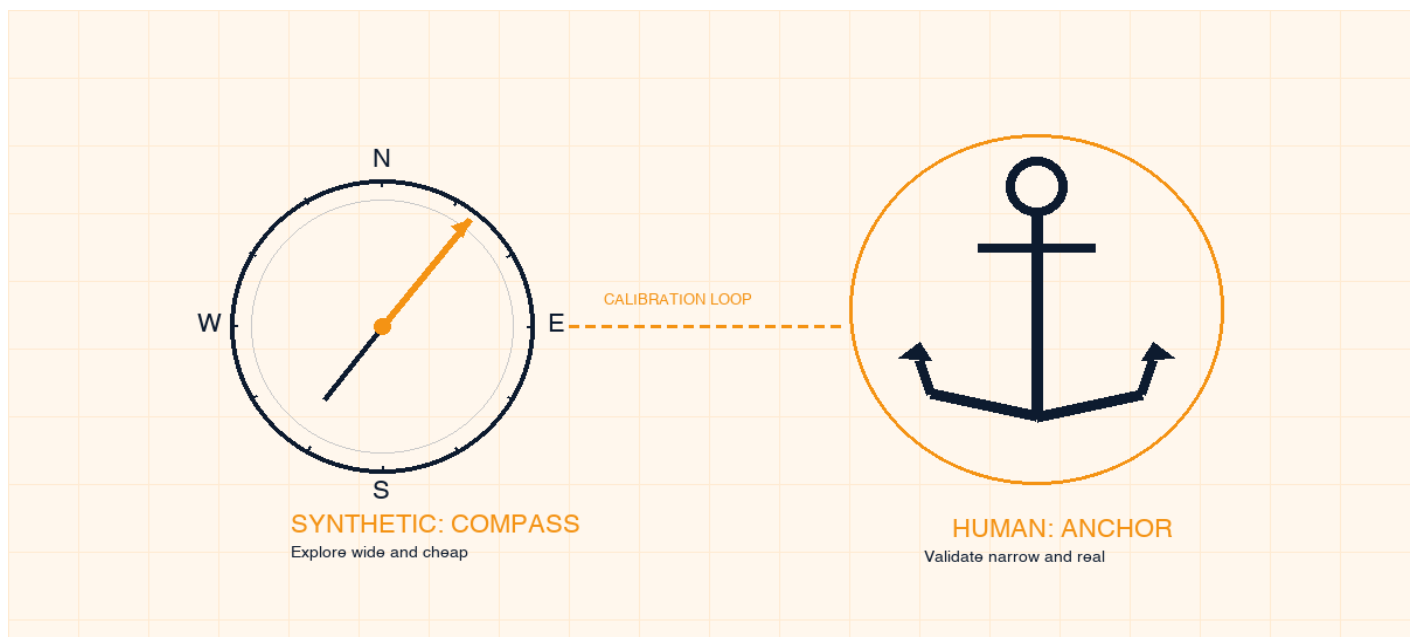 N
W
E
S
CALIBRATION LOOP
SYNTHETIC: COMPASS
Explore wide and cheap
HUMAN: ANCHOR
Validate narrow and real